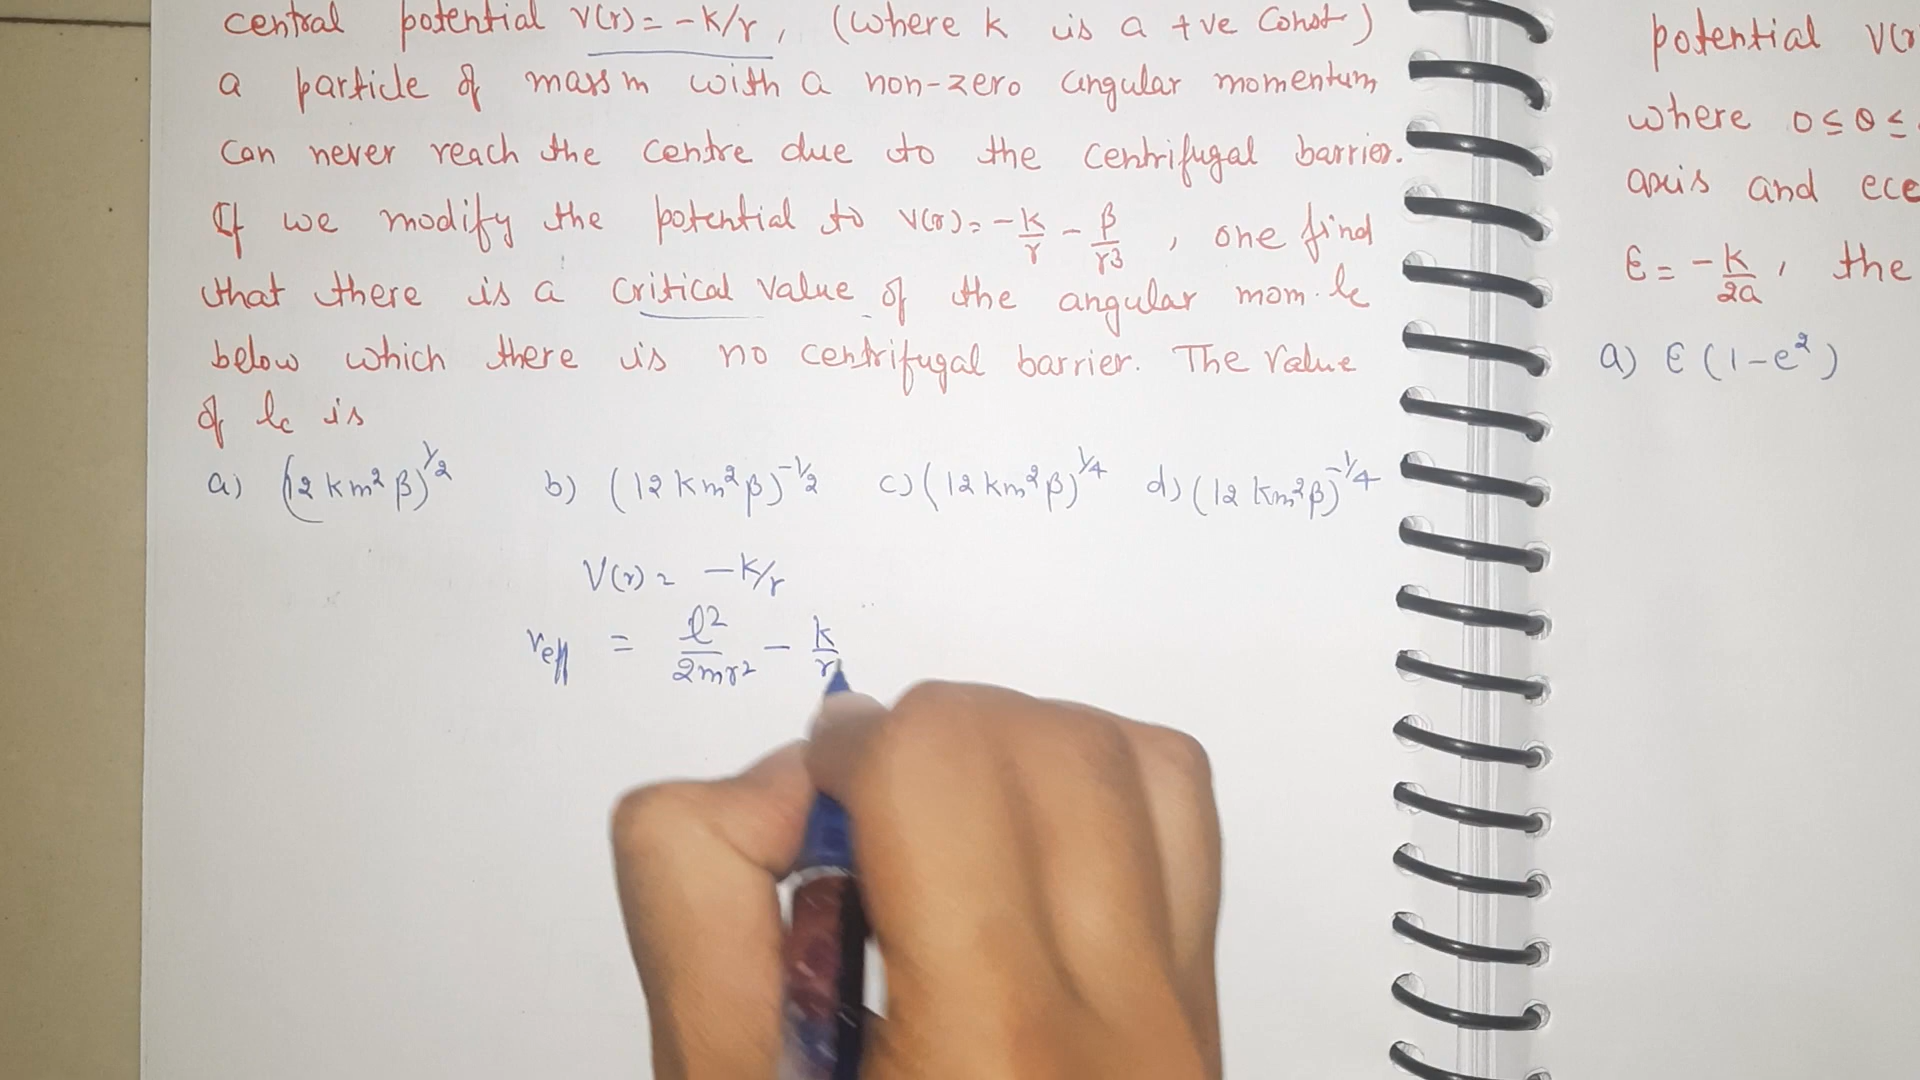 central potential V(r) = -k/r, (where k is a +ve Const)
a particle of mass m with a non-zero angular momentum
can never reach the centre due to the centrifugal barrier.
If we modify the potential to V(r) = -k/r - β/r3, one find
that there is a critical value of the angular mom. lc
below which there is no centrifugal barrier. The value
of lc is
a) (12 km²β)^1/2 b) (12 km²β)^-1/2 c) (12 km²β)^1/4 d) (12 km²β)^-1/4
V(r) = -k/r
Veff = l²/2mr² - k/r
potential V(r
where 0≤θ≤
axis and ece
E = -k/2a, the
a) E (1-e²)